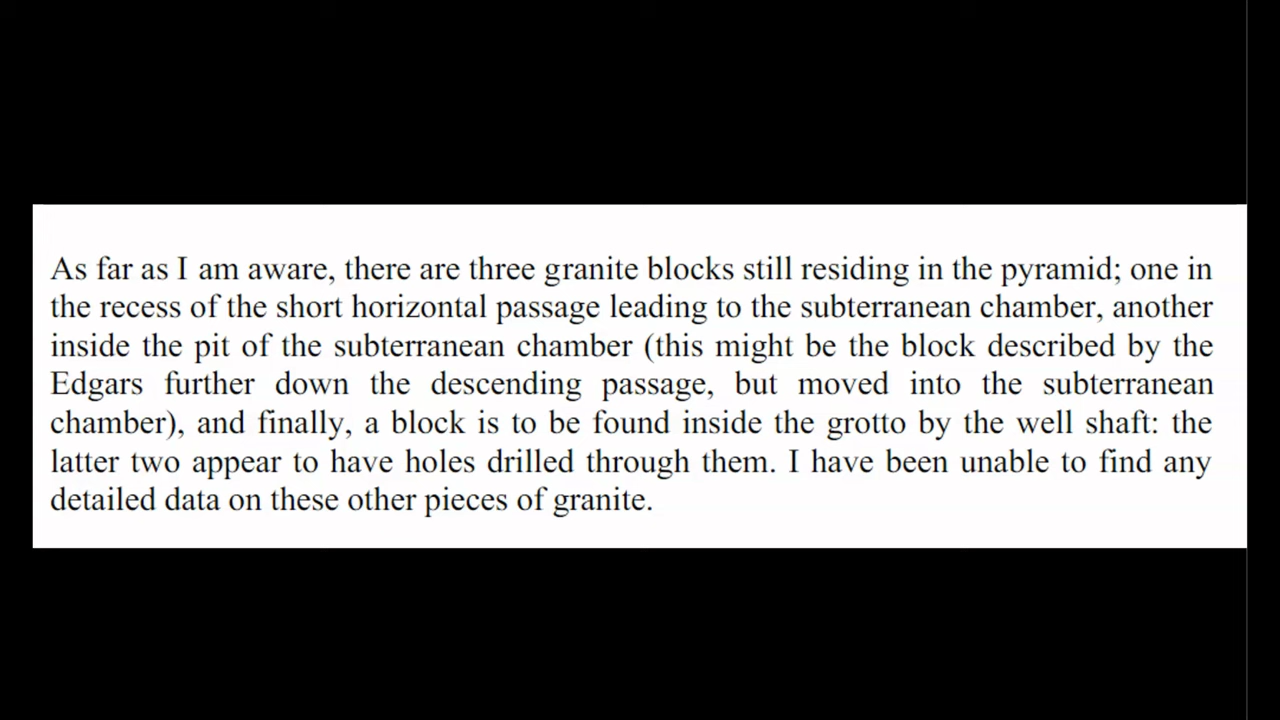 As far as I am aware, there are three granite blocks still residing in the pyramid; one in
the recess of the short horizontal passage leading to the subterranean chamber, another
inside the pit of the subterranean chamber (this might be the block described by the
Edgars further down the descending passage, but moved into the subterranean
chamber), and finally, a block is to be found inside the grotto by the well shaft: the
latter two appear to have holes drilled through them. I have been unable to find any
detailed data on these other pieces of granite.